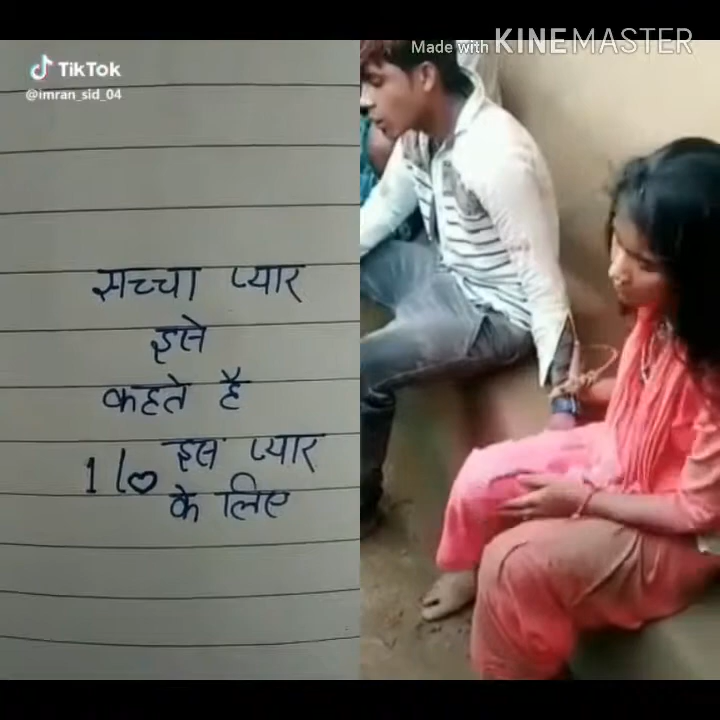 Made with KINEMASTER
TikTok
@imran_sid_04
सच्चा प्यार
इसे
कहते है
1 इस प्यार
के लिए